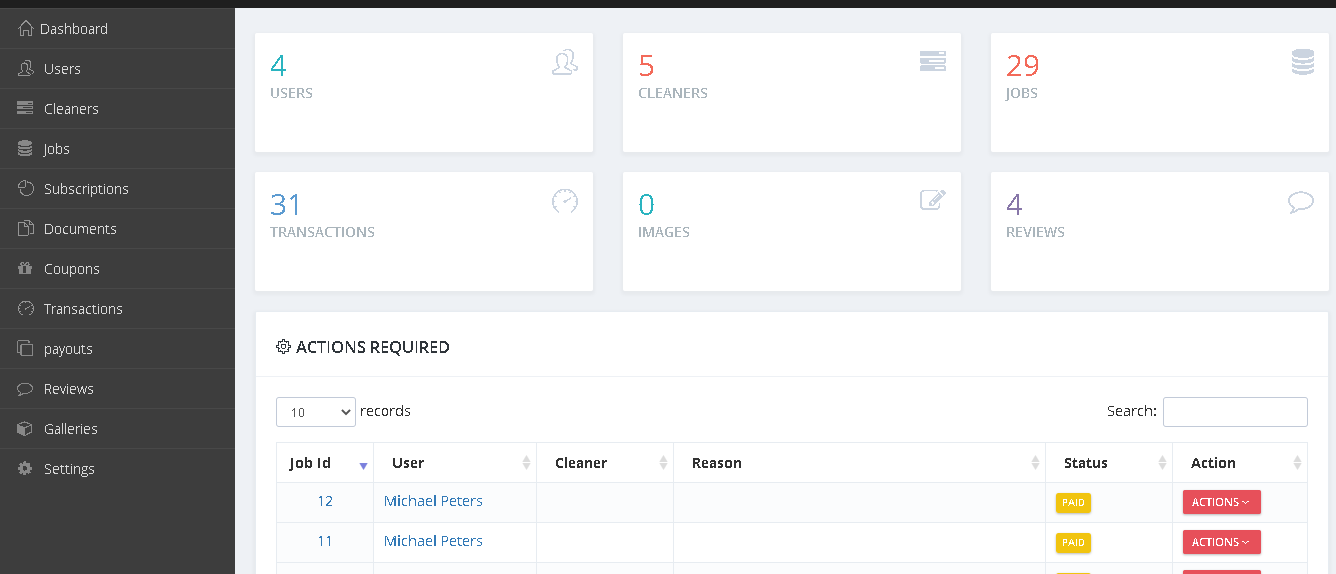 Dashboard
Users
Cleaners
Jobs
Subscriptions
Documents
Coupons
Transactions
payouts
Reviews
Galleries
Settings
4
USERS
5
CLEANERS
29
JOBS
31
TRANSACTIONS
0
IMAGES
4
REVIEWS
ACTIONS REQUIRED
10 records Search:
Job Id User Cleaner Reason Status Action
12 Michael Peters PAID ACTIONS
11 Michael Peters PAID ACTIONS